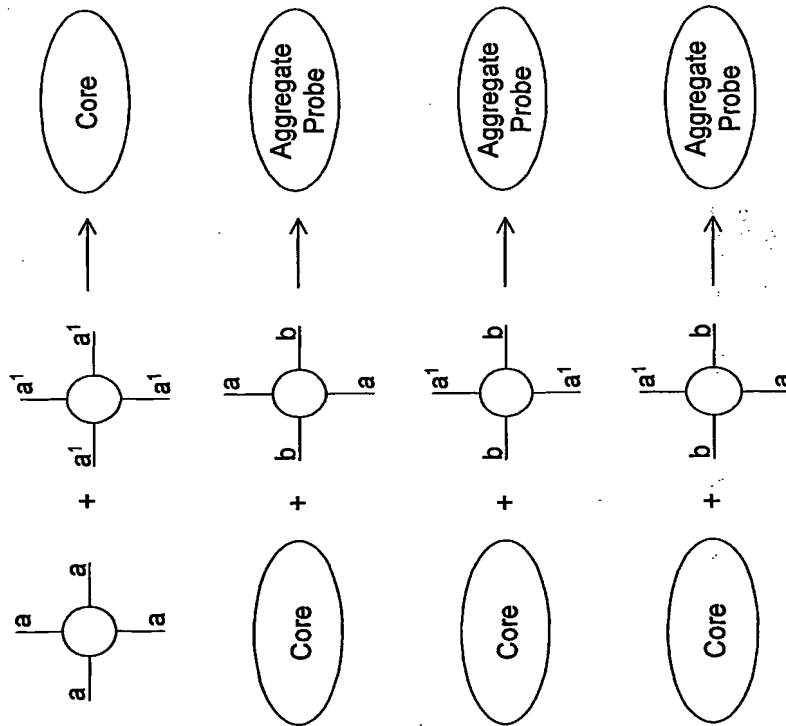 a
a + a¹
a a
a¹ a¹
a a¹
Core
Core +
a
b b
a
Aggregate
Probe
Core +
a¹
b b
a¹
Aggregate
Probe
Core +
a¹
b b
a
Aggregate
Probe